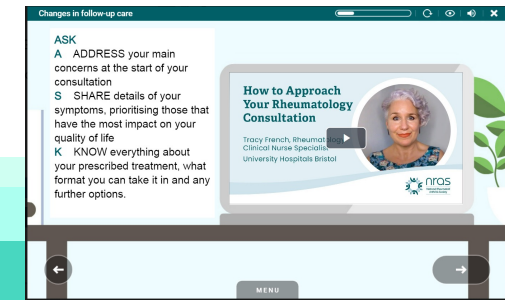 Changes in follow-up care
ASK
A ADDRESS your main
concerns at the start of your
consultation
S SHARE details of your
symptoms, prioritising those that
have the most impact on your
quality of life
K KNOW everything about
your prescribed treatment, what
format you can take it in and any
further options.
How to Approach
Your Rheumatology
Consultation
Tracy French,
Clinical Nurse Specialist
University Hospitals Bristol
nras
MENU